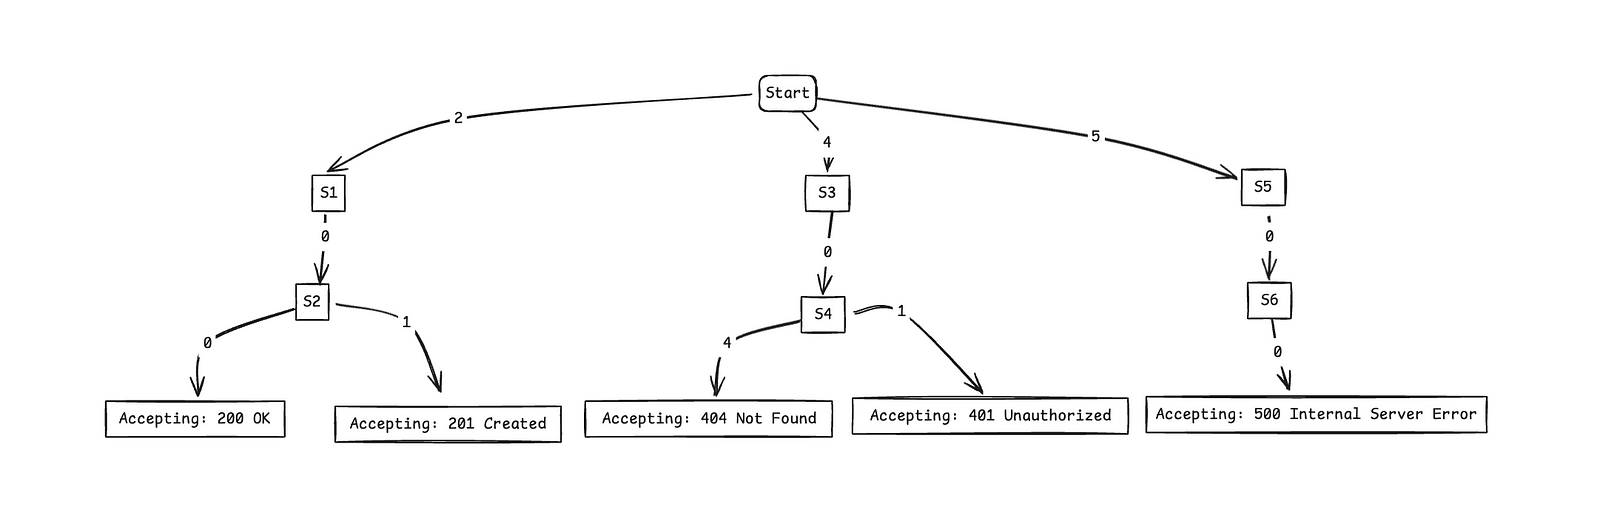 Start
2
4
5
S1
S3
S5
0
0
0
S2
S4
S6
0
1
4
1
0
Accepting: 200 OK
Accepting: 201 Created
Accepting: 404 Not Found
Accepting: 401 Unauthorized
Accepting: 500 Internal Server Error